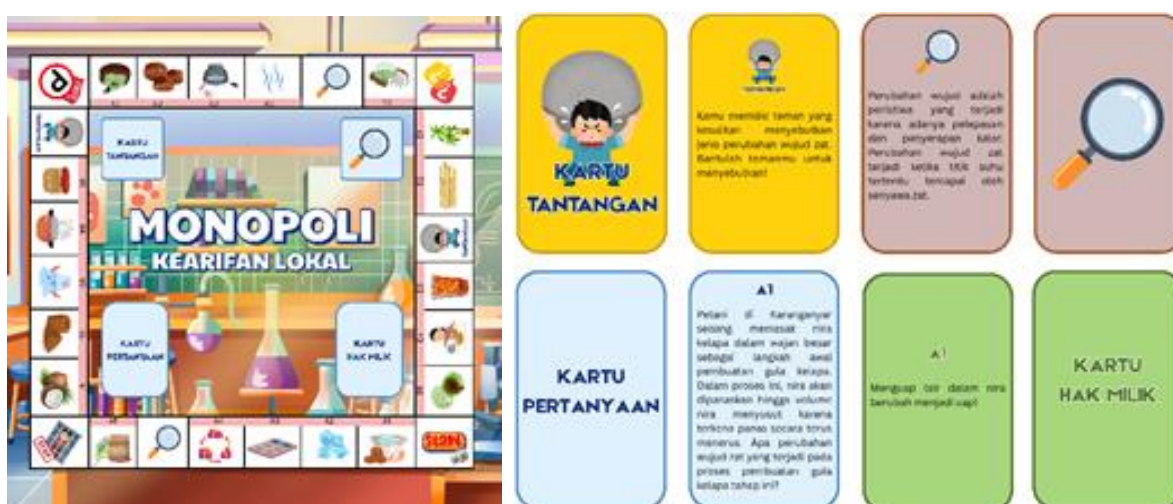 KARTU
TANTANGAN
MONOPOLI
KEARIFAN LOKAL
KARTU
PERTANYAAN
KARTU
HAK MILIK
START
KARTU
TANTANGAN
TANTANGAN
Kamu memiliki teman yang
kesulitan menyebutkan
jenis perubahan wujud zat.
Bantulah temanmu untuk
menyebutkan!
Perubahan wujud adalah
peristiwa yang terjadi
karena adanya pelepasan
dan penyerapan kalor.
Perubahan wujud zat
terjadi ketika titik suhu
tertentu tercapai oleh
senyawa zat.
KARTU
PERTANYAAN
A1
Petani di Karanganyar
sedang memasak nira
kelapa dalam wajan besar
sebagai langkah awal
pembuatan gula kelapa.
Dalam proses ini, nira akan
dipanaskan hingga volume
nira menyusut karena
terkena panas secara terus
menerus. Apa perubahan
wujud zat yang terjadi pada
proses pembuatan gula
kelapa tahap ini?
A1
Menguap (air dalam nira
berubah menjadi uap)
KARTU
HAK MILIK